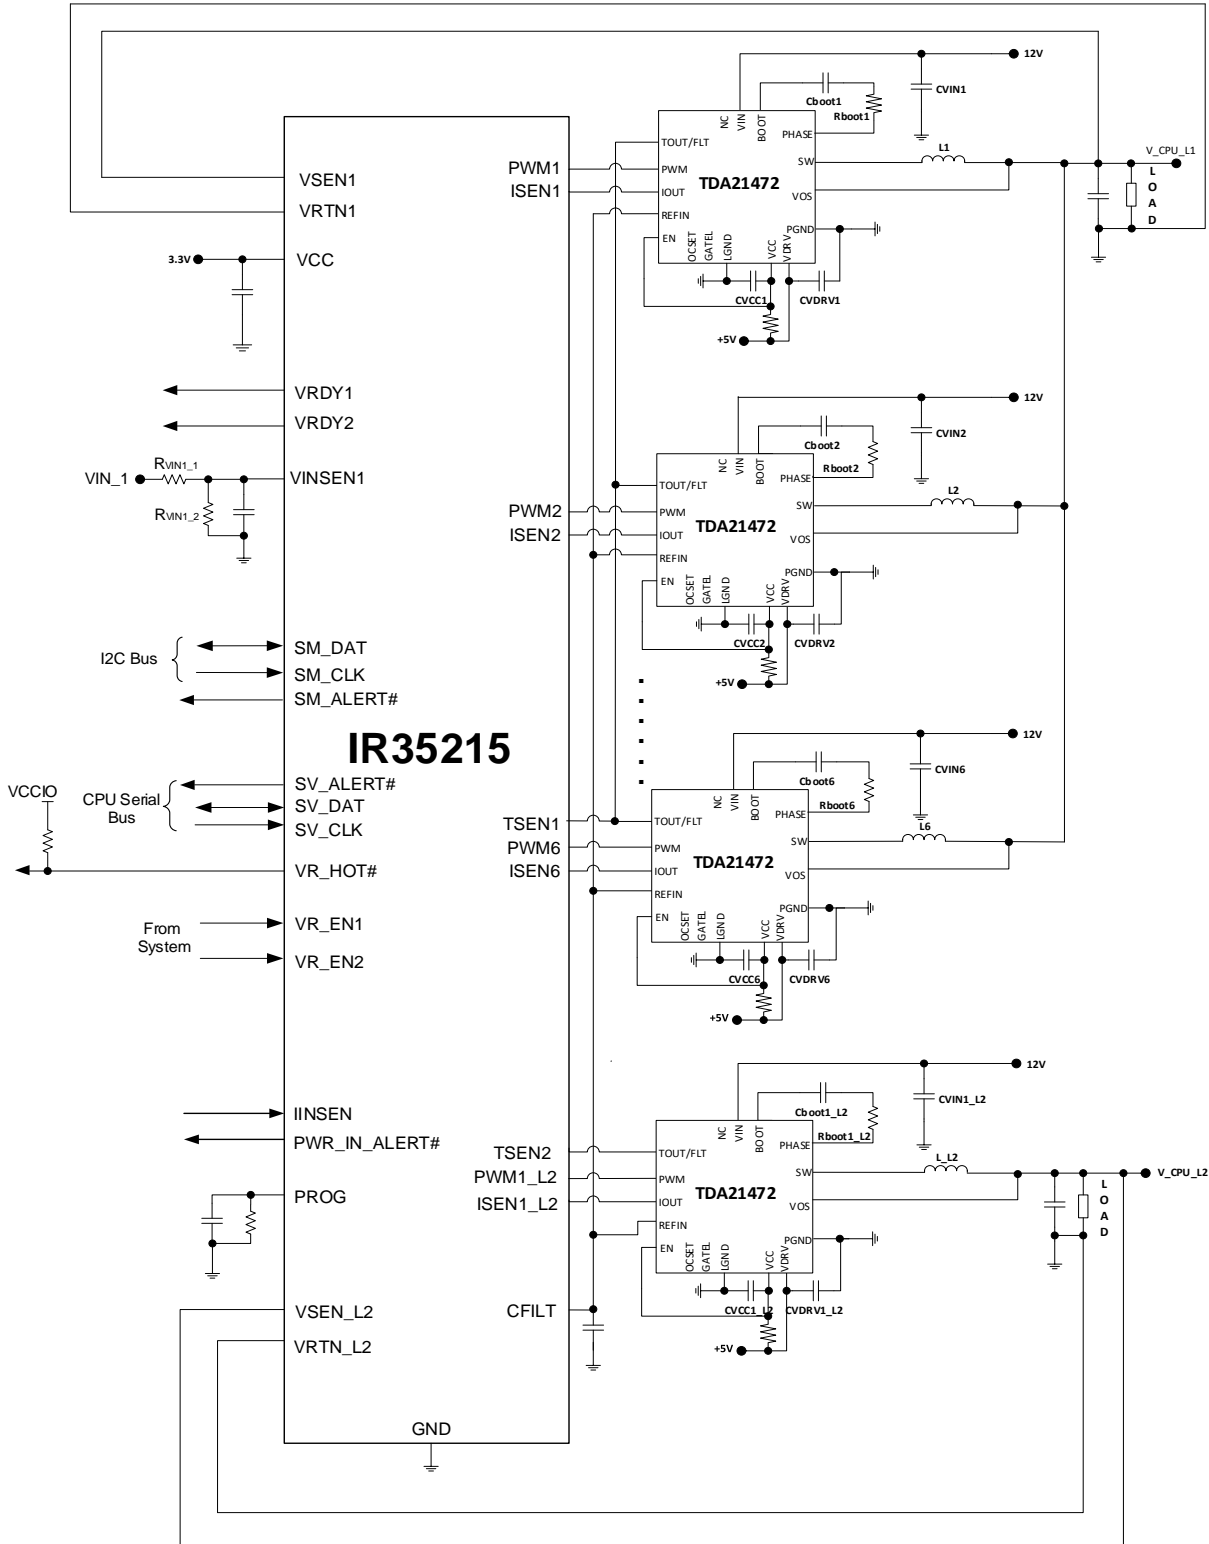 IR35215
VSEN1
VRTN1
3.3V
VCC
VRDY1
VRDY2
VIN_1
RVIN1_1
RVIN1_2
VINSEN1
I2C Bus
SM_DAT
SM_CLK
SM_ALERT#
VCCIO
CPU Serial
Bus
SV_ALERT#
SV_DAT
SV_CLK
VR_HOT#
From
System
VR_EN1
VR_EN2
IINSEN
PWR_IN_ALERT#
PROG
VSEN_L2
VRTN_L2
GND
PWM1
ISEN1
PWM2
ISEN2
TSEN1
PWM6
ISEN6
TSEN2
PWM1_L2
ISEN1_L2
CFILT
12V
CVIN1
Cboot1
Rboot1
NC
VIN
BOOT
PHASE
TOUT/FLT
PWM
IOUT
REFIN
EN
TDA21472
SW
VOS
PGND
OCSET
GATEL
LGND
VCC
VDRV
CVCC1
CVDRV1
+5V
L1
V_CPU_L1
LOAD
12V
CVIN2
Cboot2
Rboot2
NC
VIN
BOOT
PHASE
TOUT/FLT
PWM
IOUT
REFIN
EN
TDA21472
SW
VOS
PGND
OCSET
GATEL
LGND
VCC
VDRV
CVCC2
CVDRV2
+5V
L2
12V
CVIN6
Cboot6
Rboot6
NC
VIN
BOOT
PHASE
TOUT/FLT
PWM
IOUT
REFIN
EN
TDA21472
SW
VOS
PGND
OCSET
GATEL
LGND
VCC
VDRV
CVCC6
CVDRV6
+5V
L6
12V
CVIN1_L2
Cboot1_L2
Rboot1_L2
NC
VIN
BOOT
PHASE
TOUT/FLT
PWM
IOUT
REFIN
EN
TDA21472
SW
VOS
PGND
OCSET
GATEL
LGND
VCC
VDRV
CVCC1_L2
CVDRV1_L2
+5V
L_L2
V_CPU_L2
LOAD